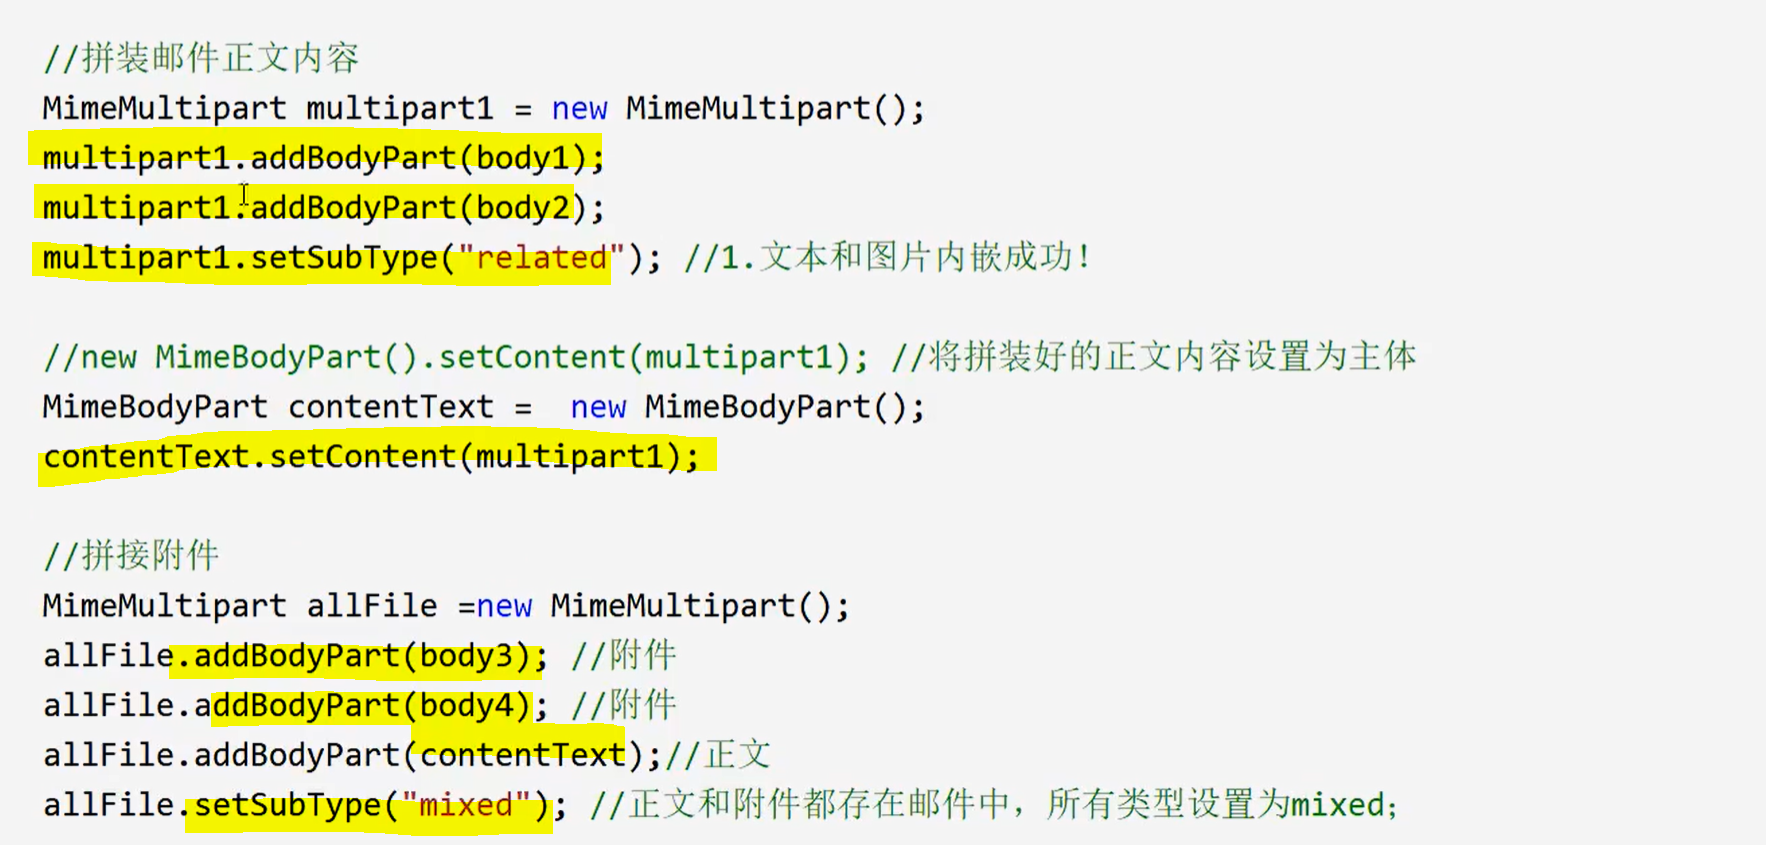 //拼装邮件正文内容
MimeMultipart multipart1 = new MimeMultipart();
multipart1.addBodyPart(body1);
multipart1.addBodyPart(body2);
multipart1.setSubType("related"); //1.文本和图片内嵌成功！
//new MimeBodyPart().setContent(multipart1); //将拼装好的正文内容设置为主体
MimeBodyPart contentText =  new MimeBodyPart();
contentText.setContent(multipart1);
//拼接附件
MimeMultipart allFile =new MimeMultipart();
allFile.addBodyPart(body3); //附件
allFile.addBodyPart(body4); //附件
allFile.addBodyPart(contentText);//正文
allFile.setSubType("mixed"); //正文和附件都存在邮件中，所有类型设置为mixed；